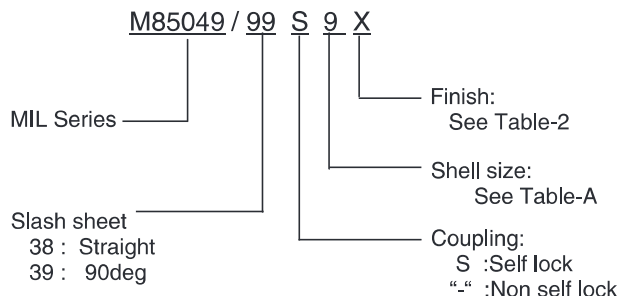 M85049 / 99 S 9 X
Finish:
See Table-2
MIL Series
Shell size:
See Table-A
Slash sheet
38 : Straight
39 : 90deg
Coupling:
S :Self lock
“-“ :Non self lock